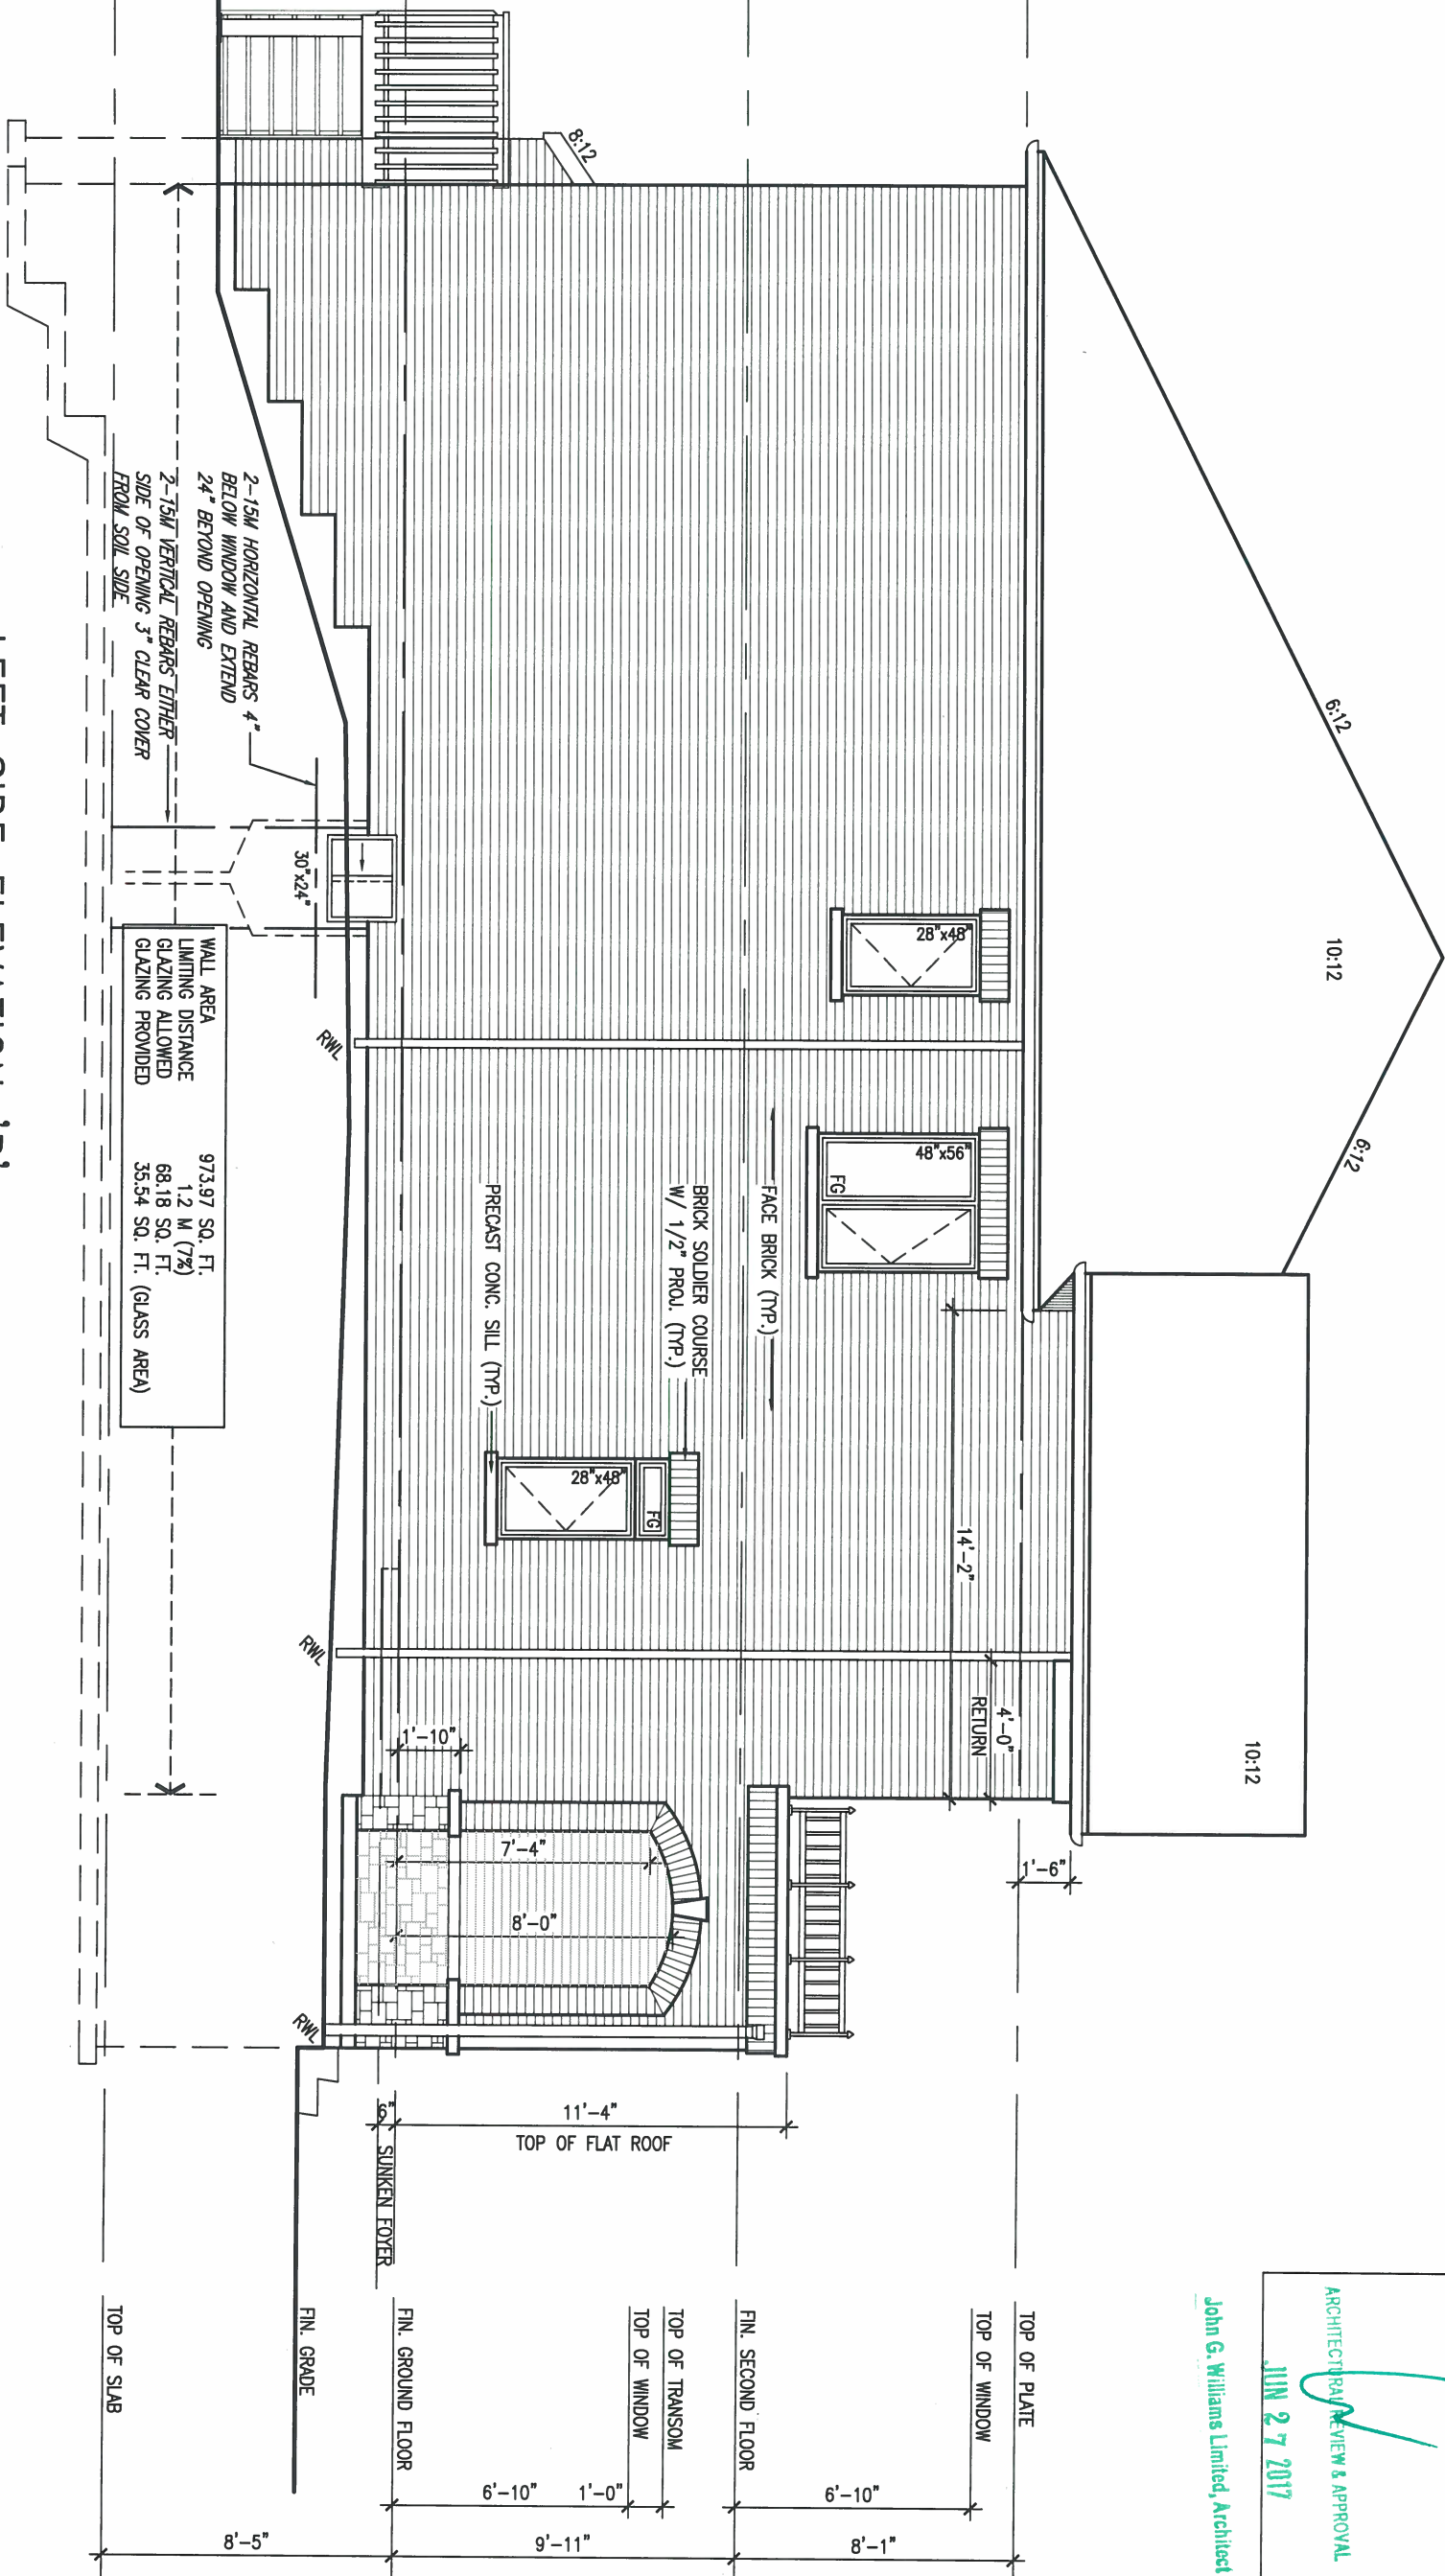 ARCHITECTURAL REVIEW & APPROVAL
JUN 27 2017
John G. Williams Limited, Architect
6:12
10:12
6:12
10:12
8:12
28"x48"
48"x56"
FG
FACE BRICK (TYP.)
BRICK SOLDIER COURSE
W/ 1/2" PROJ. (TYP.)
PRECAST CONC. SILL (TYP.)
28"x48"
FG
14'-2"
4'-0"
RETURN
1'-6"
1'-10"
7'-4"
8'-0"
RWL
RWL
RWL
30"x24"
2-15M HORIZONTAL REBARS 4"
BELOW WINDOW AND EXTEND
24" BEYOND OPENING
2-15M VERTICAL REBARS EITHER
SIDE OF OPENING 3" CLEAR COVER
FROM SOIL SIDE
WALL AREA 973.97 SQ. FT.
LIMITING DISTANCE 1.2 M (7%)
GLAZING ALLOWED 68.18 SQ. FT.
GLAZING PROVIDED 35.54 SQ. FT. (GLASS AREA)
11'-4"
TOP OF FLAT ROOF
6"
SUNKEN FOYER
TOP OF PLATE
TOP OF WINDOW
FIN. SECOND FLOOR
TOP OF TRANSOM
TOP OF WINDOW
FIN. GROUND FLOOR
FIN. GRADE
TOP OF SLAB
6'-10"
1'-0"
6'-10"
8'-1"
9'-11"
8'-5"
LEFT SIDE ELEVATION